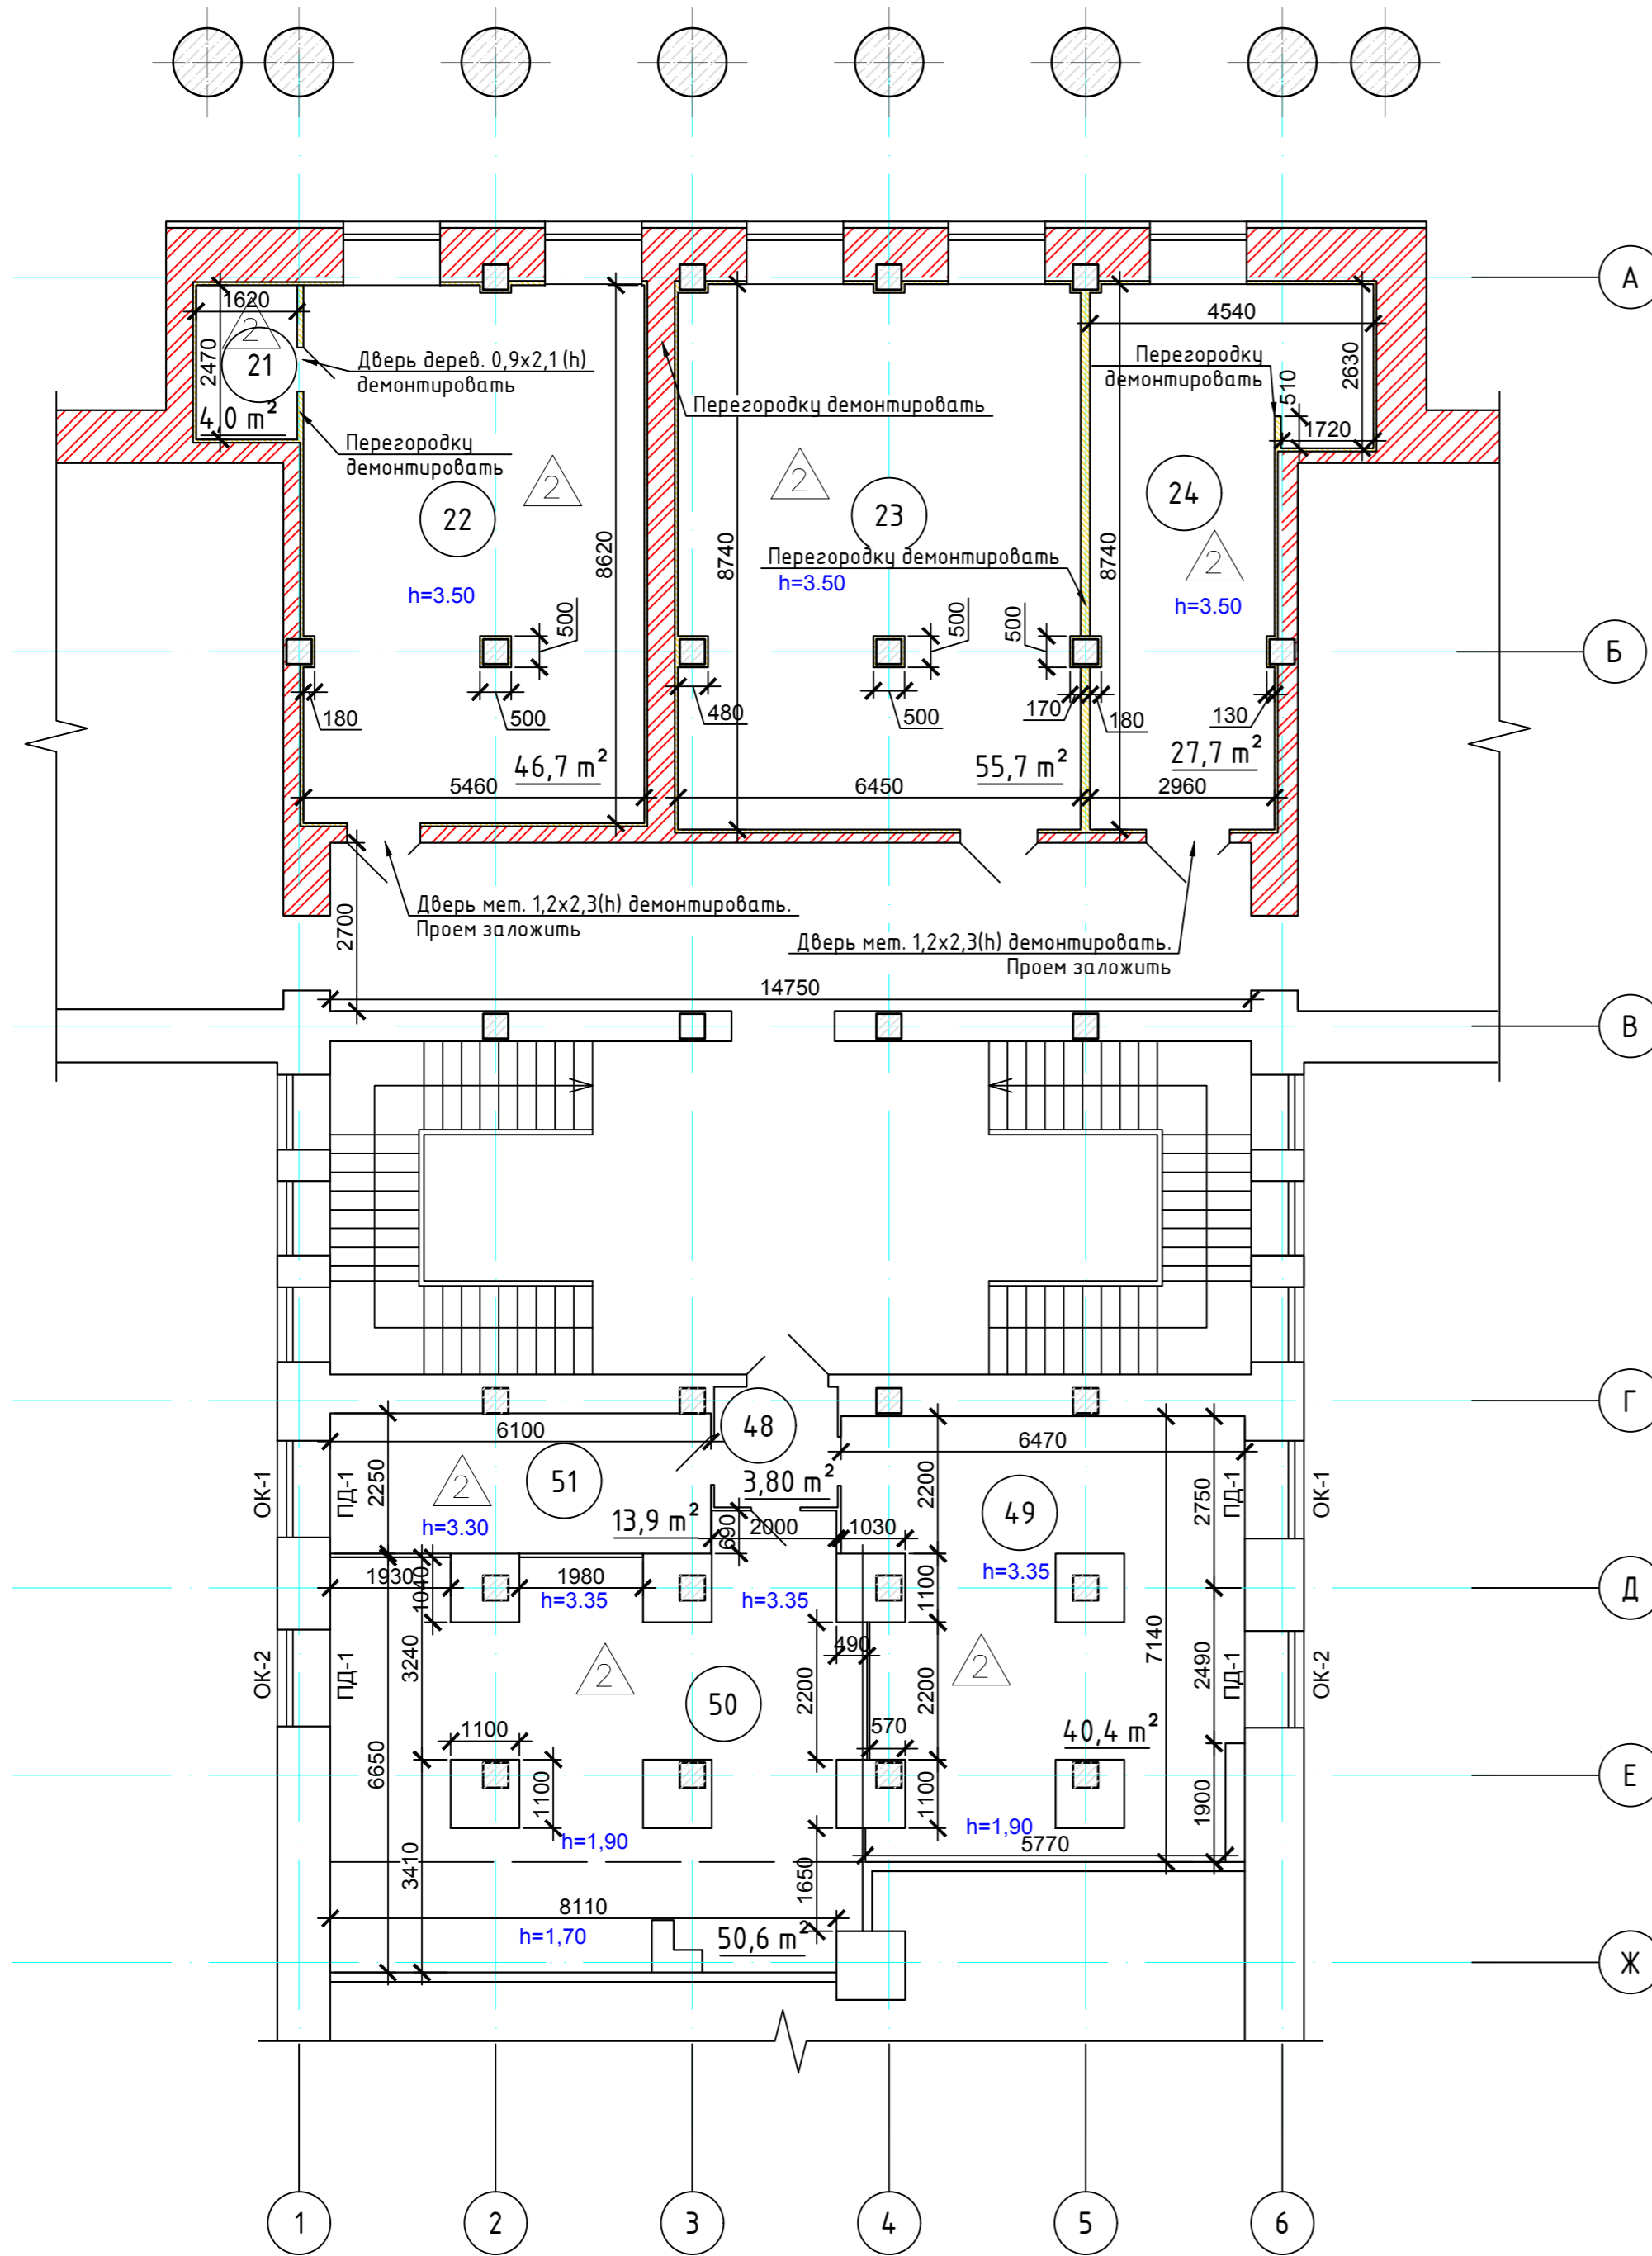 А
1620
4540
2
2470
21
Дверь дерев. 0,9х2,1(h)
демонтировать
Перегородку
демонтировать
510
2630
4,0 m²
Перегородку демонтировать
1720
Перегородку
демонтировать
2
2
22
23
24
8620
8740
8740
Перегородку демонтировать
2
h=3.50
h=3.50
h=3.50
500
500
500
Б
180
500
480
500
170
180
130
46,7 m²
55,7 m²
27,7 m²
5460
6450
2960
Дверь мет. 1,2х2,3(h) демонтировать.
Проем заложить
2700
Дверь мет. 1,2х2,3(h) демонтировать.
Проем заложить
14750
В
Г
48
6100
6470
51
3,80 m²
49
ОК-1
ПД-1
2250
2
2200
2750
ПД-1
ОК-1
13,9 m²
690
2000
1030
h=3.30
h=3.35
1930
1040
1980
h=3.35
h=3.35
1100
Д
7140
490
ОК-2
ПД-1
3240
2
2200
2200
2
2490
ПД-1
ОК-2
50
1100
570
40,4 m²
6650
1100
1100
1900
Е
h=1,90
h=1,90
5770
3410
1650
8110
h=1,70
50,6 m²
Ж
1
2
3
4
5
6